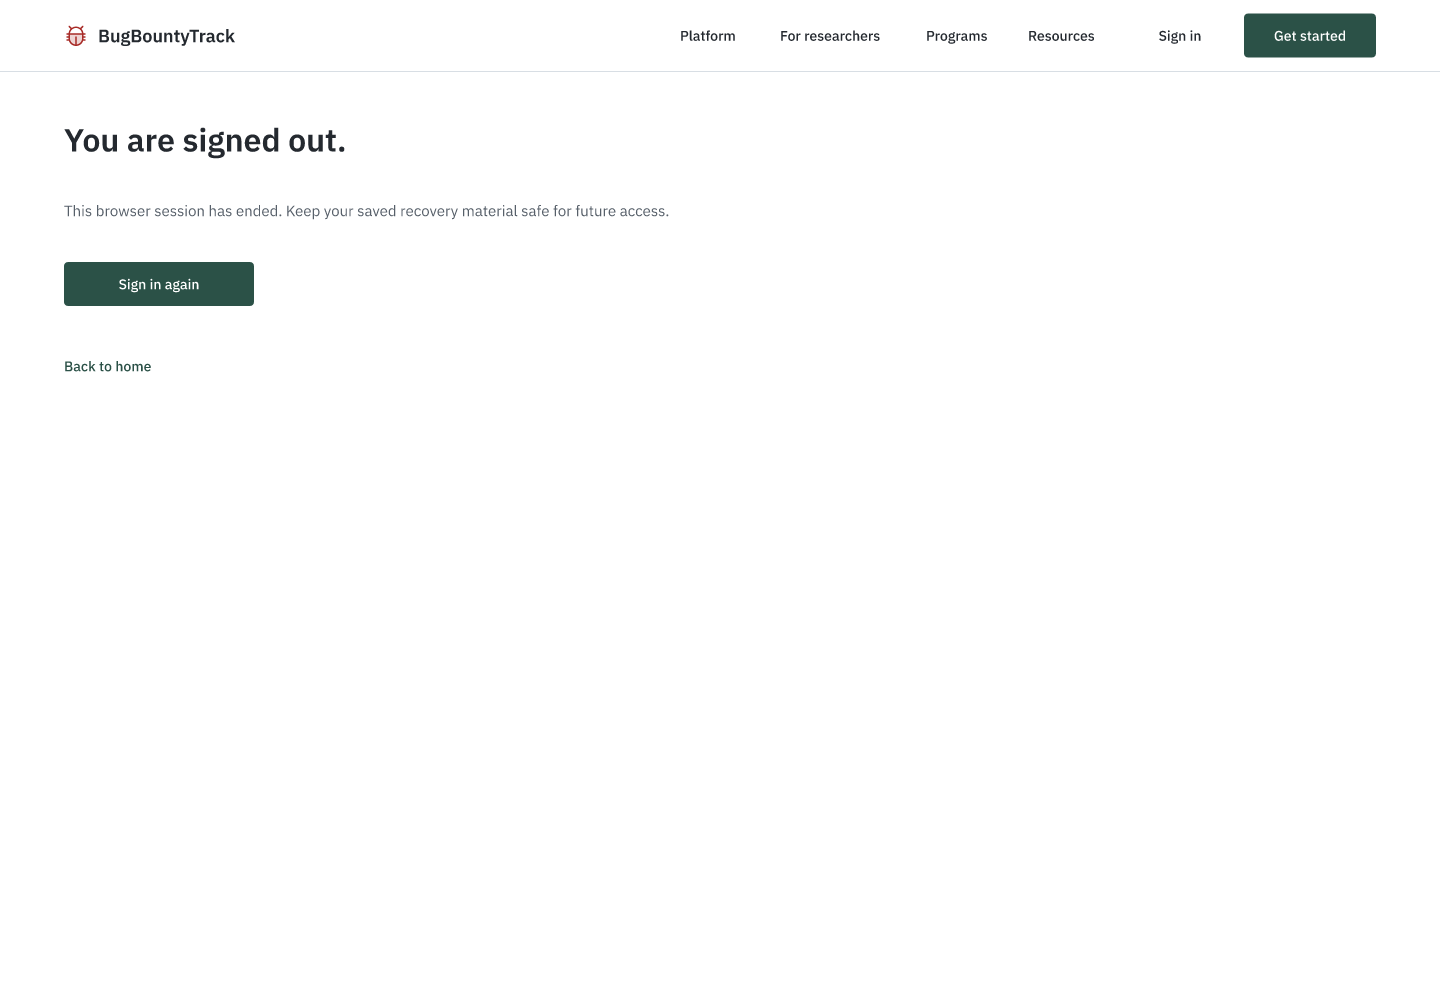 BugBountyTrack
Platform
For researchers
Programs
Resources
Sign in
Get started
You are signed out.
This browser session has ended. Keep your saved recovery material safe for future access.
Sign in again
Back to home